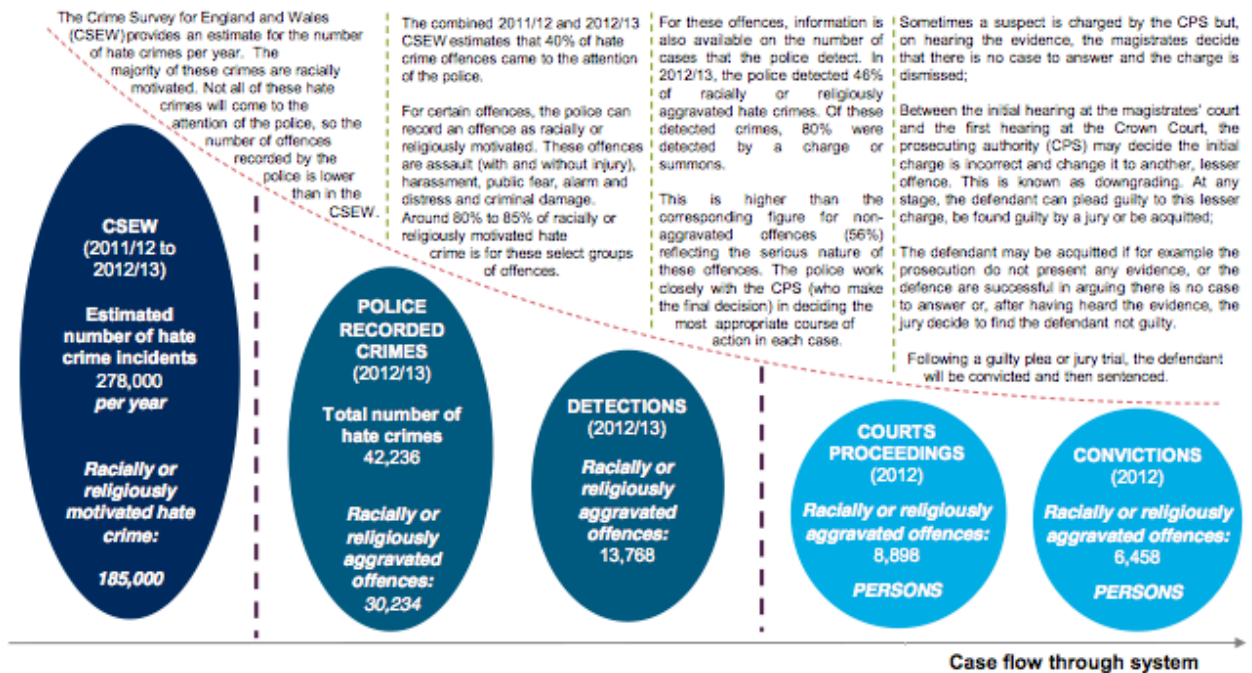 The Crime Survey for England and Wales
(CSEW) provides an estimate for the number
of hate crimes per year. The
majority of these crimes are racially
motivated. Not all of these hate
crimes will come to the
attention of the police, so the
number of offences
recorded by the
police is lower
than in the
CSEW.
The combined 2011/12 and 2012/13
CSEW estimates that 40% of hate
crime offences came to the attention
of the police.
For certain offences, the police can
record an offence as racially or
religiously motivated. These offences
are assault (with and without injury),
harassment, public fear, alarm and
distress and criminal damage.
Around 80% to 85% of racially or
religiously motivated hate
crime is for these select groups
of offences.
For these offences, information is
also available on the number of
cases that the police detect. In
2012/13, the police detected 46%
of racially or religiously
aggravated hate crimes. Of these
detected crimes, 80% were
detected by a charge or
summons.
This is higher than the
corresponding figure for non-
aggravated offences (56%)
reflecting the serious nature of
these offences. The police work
closely with the CPS (who make
the final decision) in deciding the
most appropriate course of
action in each case.
Sometimes a suspect is charged by the CPS but,
on hearing the evidence, the magistrates decide
that there is no case to answer and the charge is
dismissed;
Between the initial hearing at the magistrates' court
and the first hearing at the Crown Court, the
prosecuting authority (CPS) may decide the initial
charge is incorrect and change it to another, lesser
offence. This is known as downgrading. At any
stage, the defendant can plead guilty to this lesser
charge, be found guilty by a jury or be acquitted;
The defendant may be acquitted if for example the
prosecution do not present any evidence, or the
defence are successful in arguing there is no case
to answer or, after having heard the evidence, the
jury decide to find the defendant not guilty.
Following a guilty plea or jury trial, the defendant
will be convicted and then sentenced.
CSEW
(2011/12 to
2012/13)
Estimated
number of hate
crime incidents
278,000
per year
Racially or
religiously
motivated hate
crime:
185,000
POLICE
RECORDED
CRIMES
(2012/13)
Total number of
hate crimes
42,236
Racially or
religiously
aggravated
offences:
30,234
DETECTIONS
(2012/13)
Racially or
religiously
aggravated
offences:
13,768
COURTS
PROCEEDINGS
(2012)
Racially or religiously
aggravated offences:
8,898
PERSONS
CONVICTIONS
(2012)
Racially or religiously
aggravated offences:
6,458
PERSONS
Case flow through system